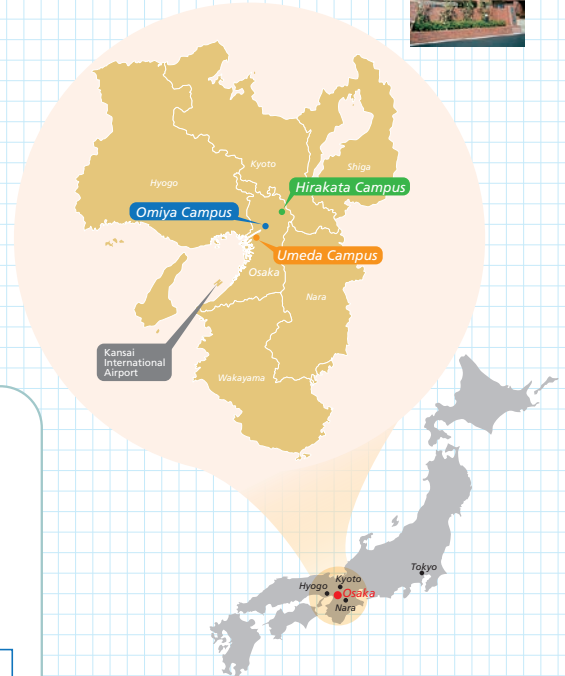 Kyoto
Shiga
Hyogo
Hirakata Campus
Omiya Campus
Umeda Campus
Osaka
Nara
Kansai
International
Airport
Wakayama
Tokyo
Kyoto
Hyogo
Osaka
Nara